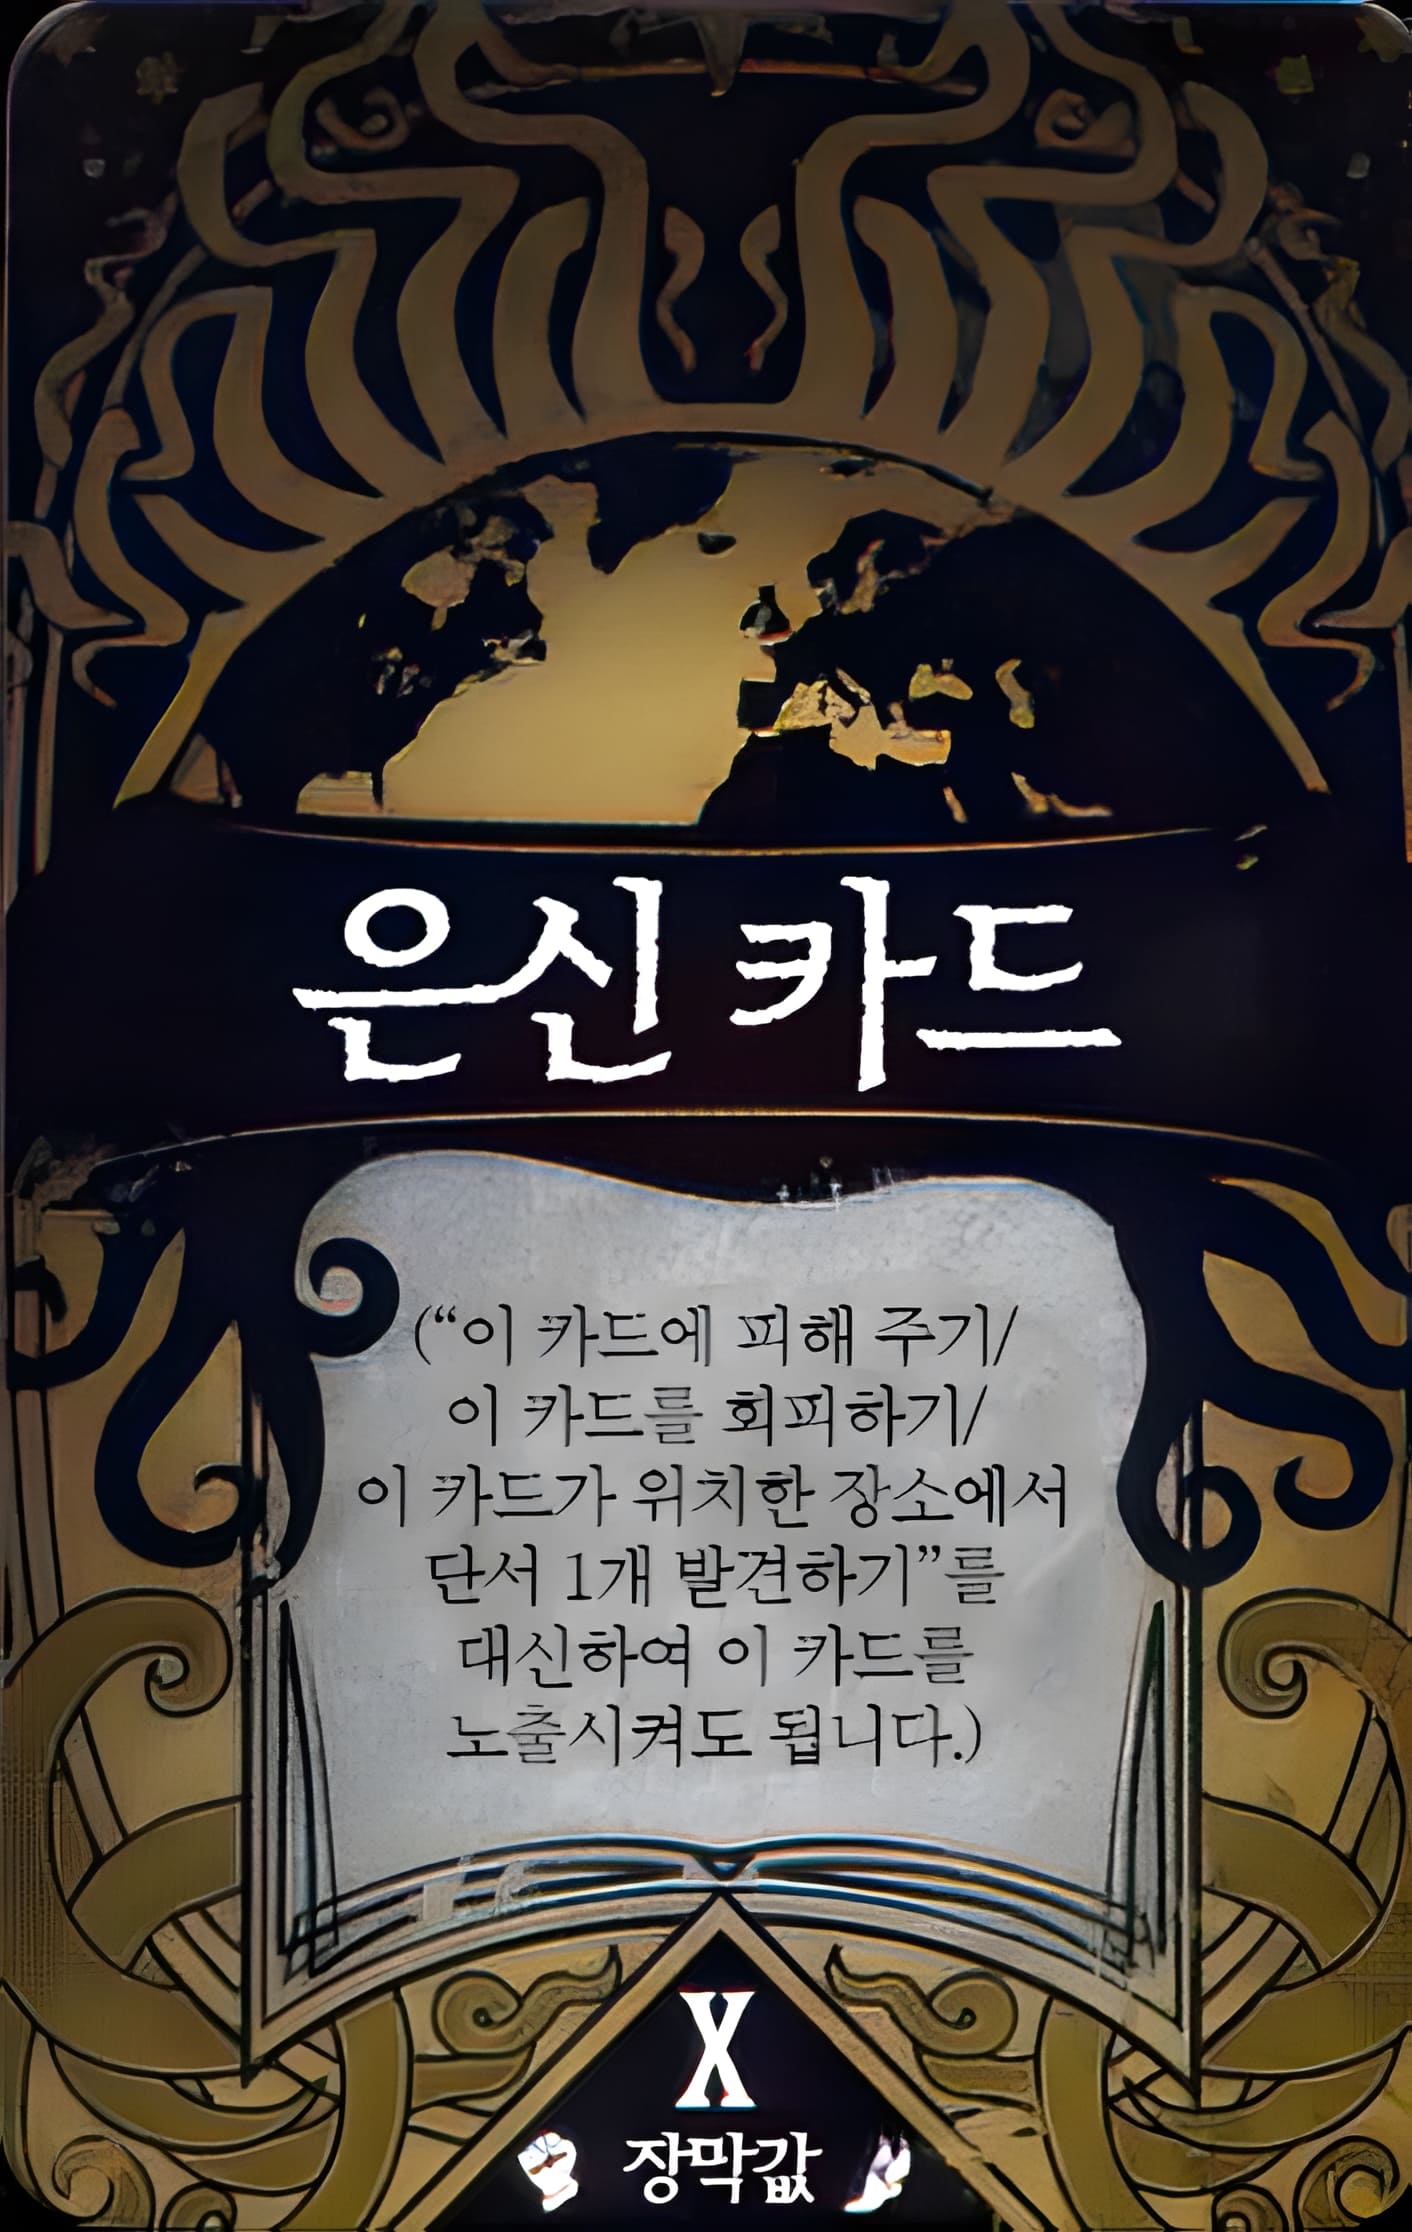 은신 카드
(“이 카드에 피해 주기/
이 카드를 회피하기/
이 카드가 위치한 장소에서
단서 1개 발견하기”를
대신하여 이 카드를
노출시켜도 됩니다.)
X
장막값